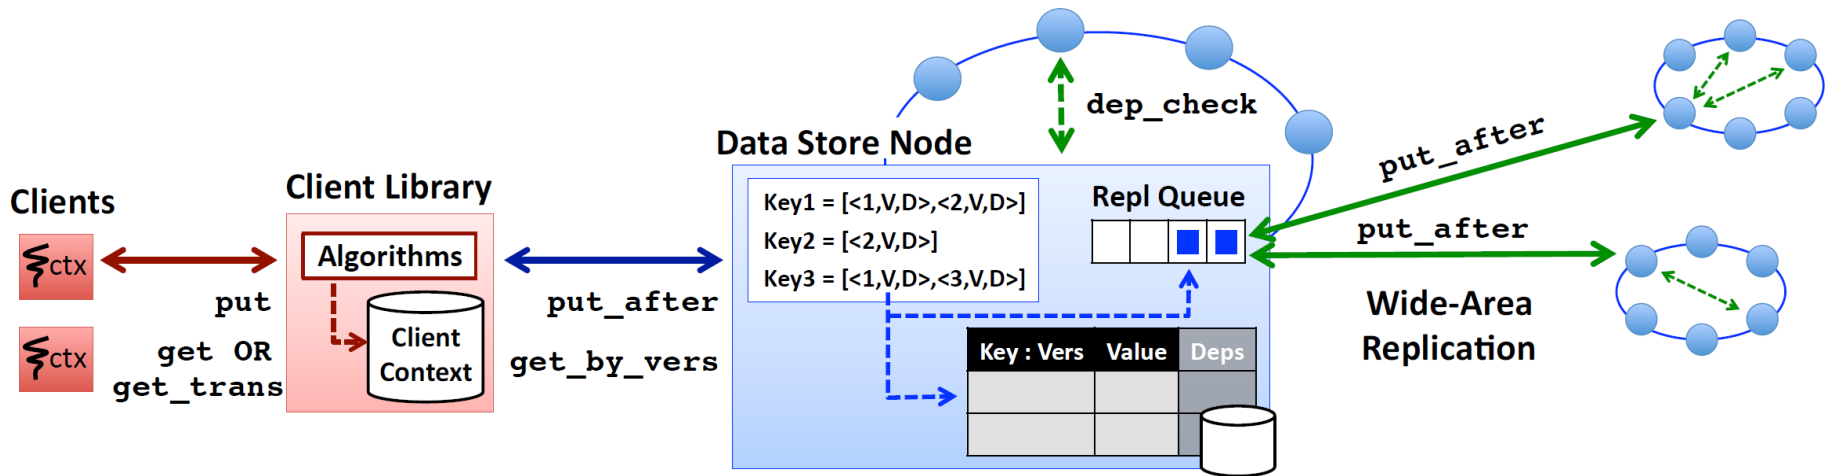 Clients
ctx
ctx
put
get OR
get_trans
Client Library
Algorithms
Client
Context
put_after
get_by_vers
Data Store Node
Key1 = [<1,V,D>,<2,V,D>]
Key2 = [<2,V,D>]
Key3 = [<1,V,D>,<3,V,D>]
Repl Queue
Key : Vers Value Deps
dep_check
put_after
put_after
Wide-Area
Replication